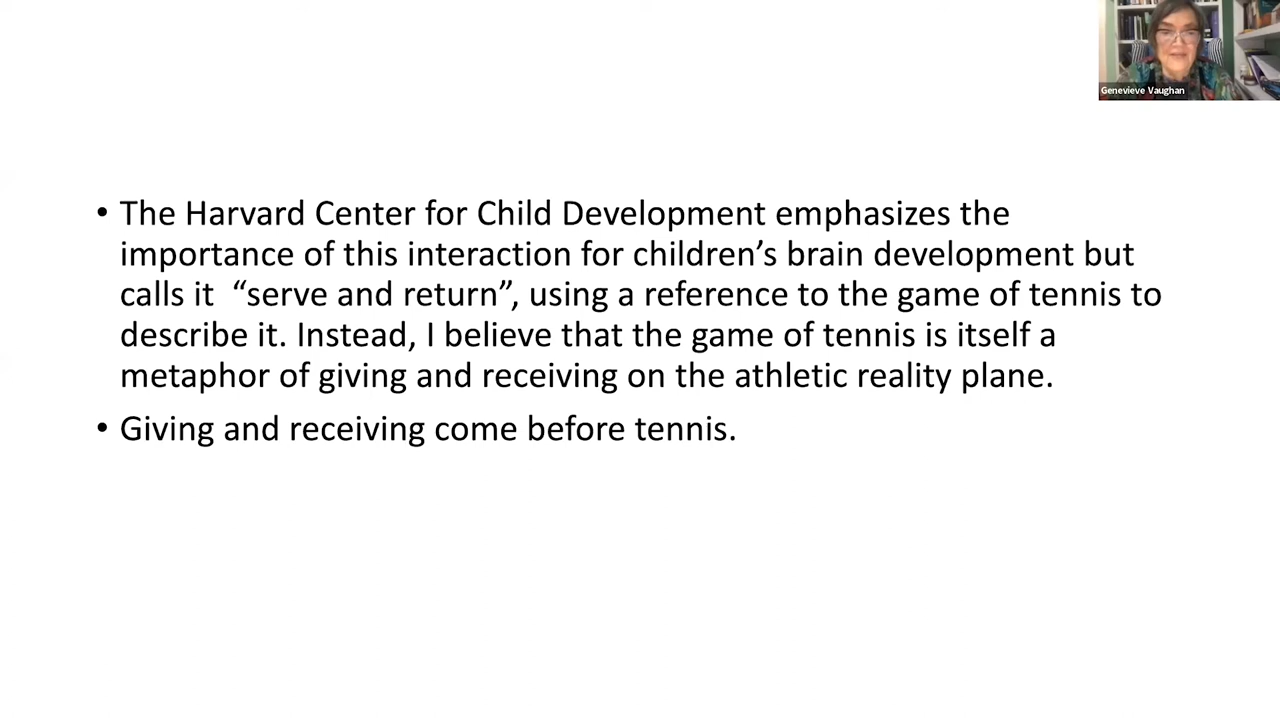 Genevieve Vaughan
• The Harvard Center for Child Development emphasizes the
importance of this interaction for children’s brain development but
calls it  “serve and return”, using a reference to the game of tennis to
describe it. Instead, I believe that the game of tennis is itself a
metaphor of giving and receiving on the athletic reality plane.
• Giving and receiving come before tennis.